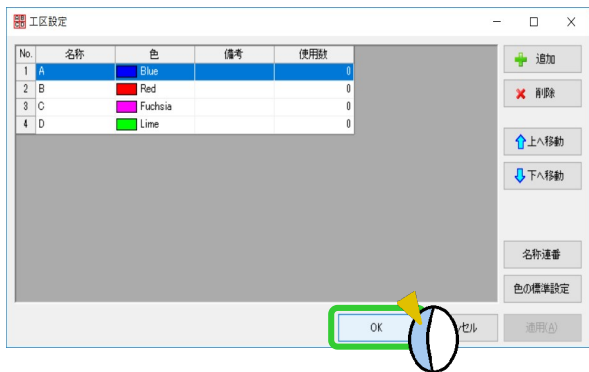 工区設定
No. 名称 色 備考 使用数
1 A Blue 0
2 B Red 0
3 C Fuchsia 0
4 D Lime 0
追加
削除
上へ移動
下へ移動
名称連番
色の標準設定
OK
セル
適用(A)